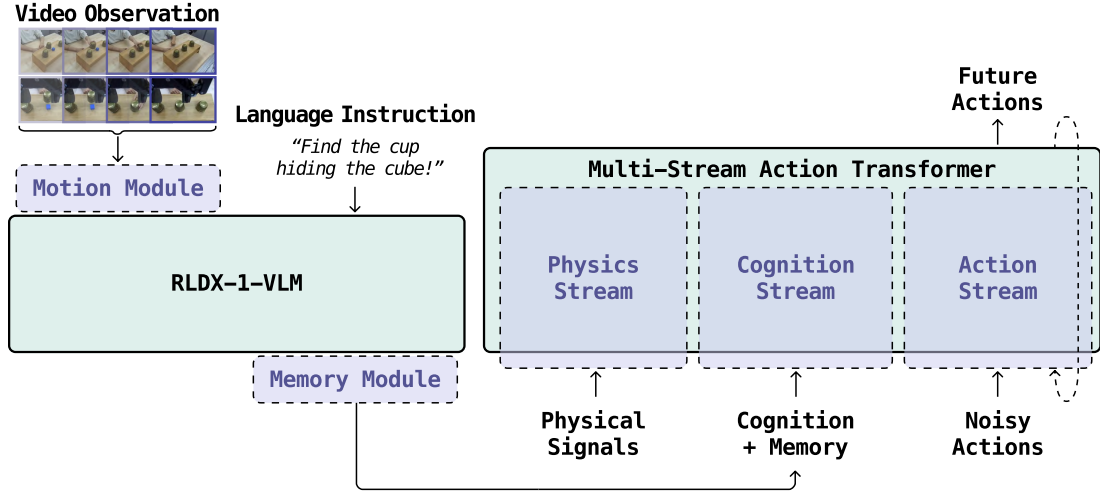 Video Observation
Language Instruction
“Find the cup
hiding the cube!”
Motion Module
RLDX−1−VLM
Memory Module
Future
Actions
Multi−Stream Action Transformer
Physics
Stream
Cognition
Stream
Action
Stream
Physical
Signals
Cognition
+ Memory
Noisy
Actions